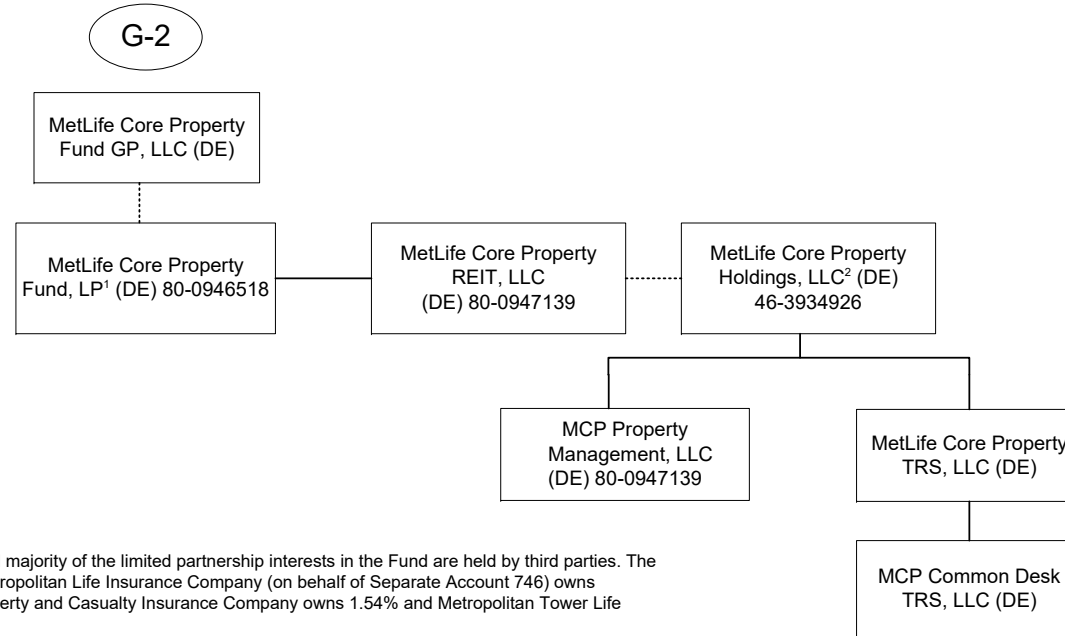 G-2
MetLife Core Property
Fund GP, LLC (DE)
MetLife Core Property
Fund, LP¹ (DE) 80-0946518
MetLife Core Property
REIT, LLC
(DE) 80-0947139
MetLife Core Property
Holdings, LLC² (DE)
46-3934926
MCP Property
Management, LLC
(DE) 80-0947139
MetLife Core Property
TRS, LLC (DE)
MCP Common Desk
TRS, LLC (DE)
majority of the limited partnership interests in the Fund are held by third parties. The
ropolitan Life Insurance Company (on behalf of Separate Account 746) owns
erty and Casualty Insurance Company owns 1.54% and Metropolitan Tower Life